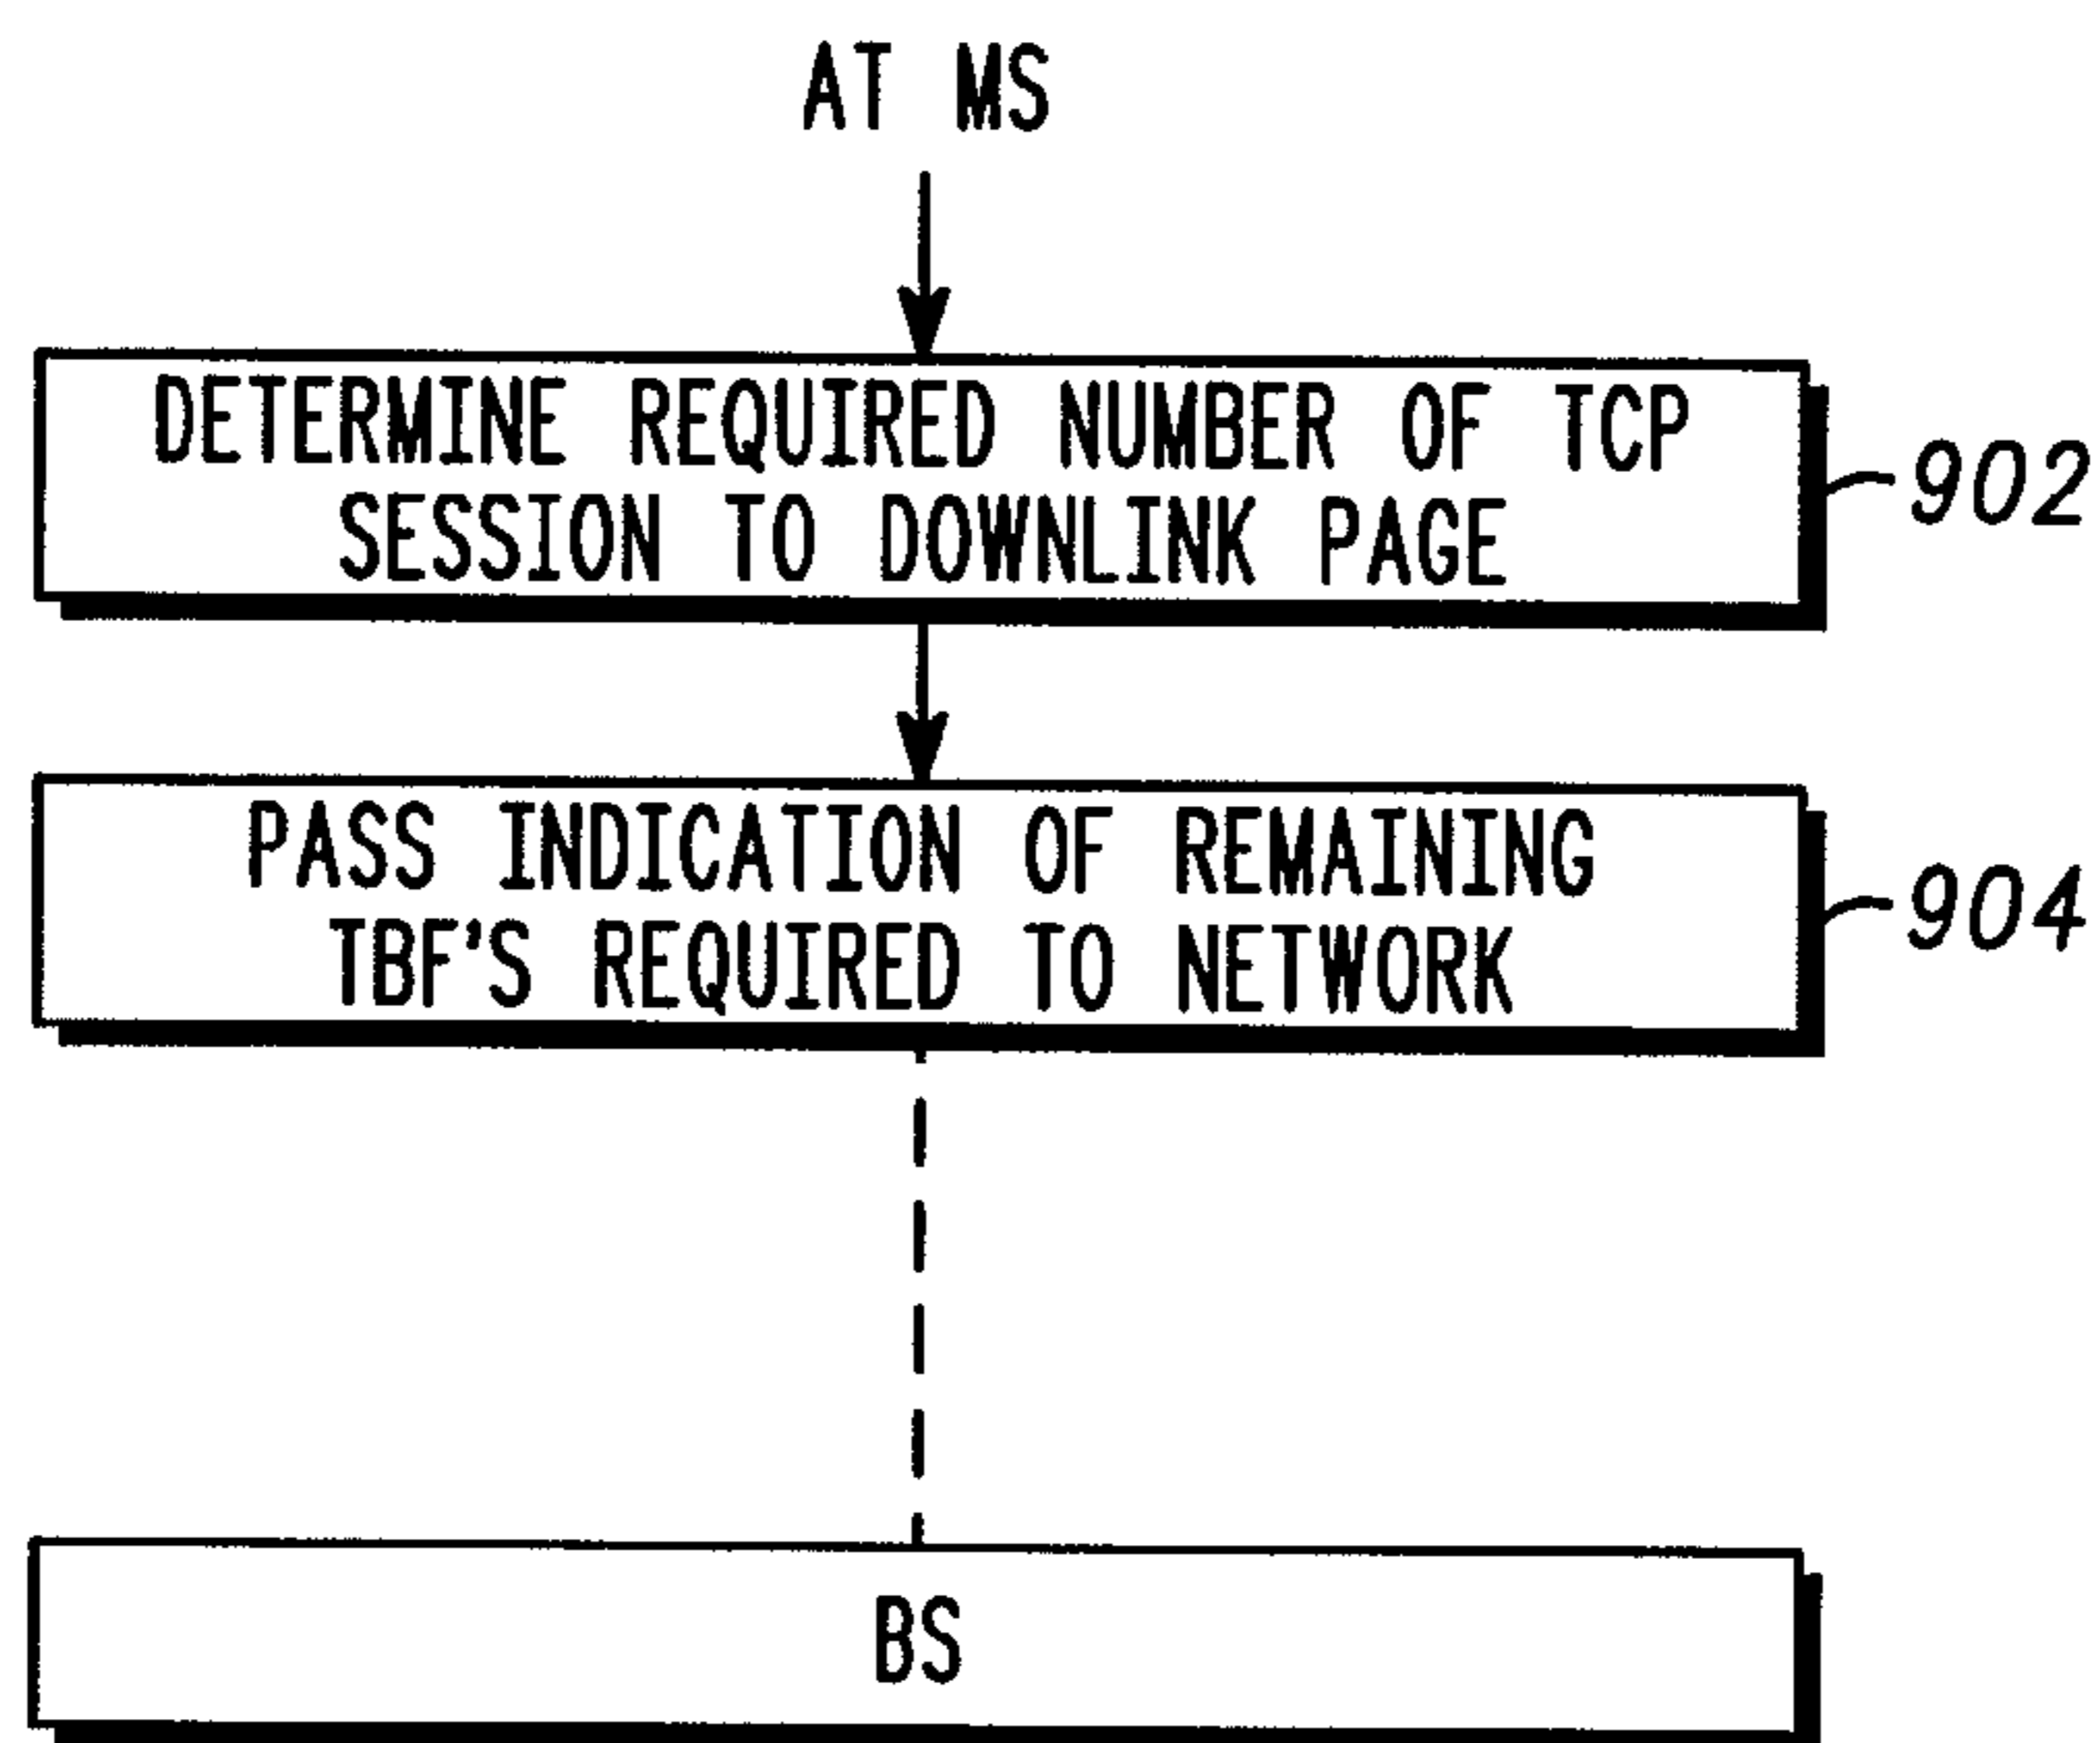 AT MS
DETERMINE REQUIRED NUMBER OF TCP
SESSION TO DOWNLINK PAGE
902
PASS INDICATION OF REMAINING
TBF'S REQUIRED TO NETWORK
904
BS